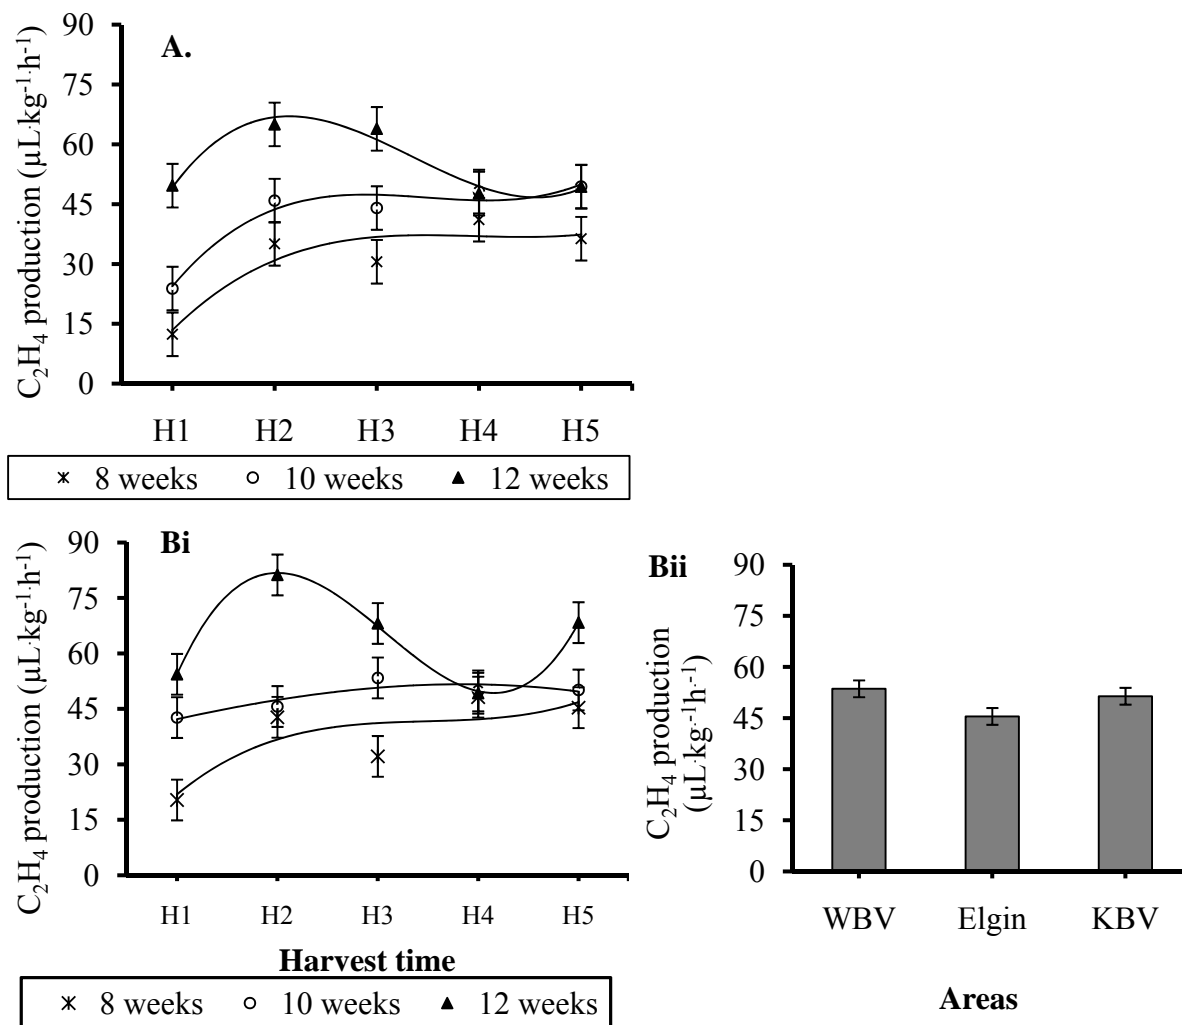 A.
C₂H₄ production (µL·kg⁻¹·h⁻¹)
90
75
60
45
30
15
0
H1 H2 H3 H4 H5
8 weeks 10 weeks 12 weeks
Bi
C₂H₄ production (µL·kg⁻¹·h⁻¹)
90
75
60
45
30
15
0
H1 H2 H3 H4 H5
Harvest time
8 weeks 10 weeks 12 weeks
Bii
C₂H₄ production
(µL·kg⁻¹h·⁻¹)
90
75
60
45
30
15
0
WBV Elgin KBV
Areas